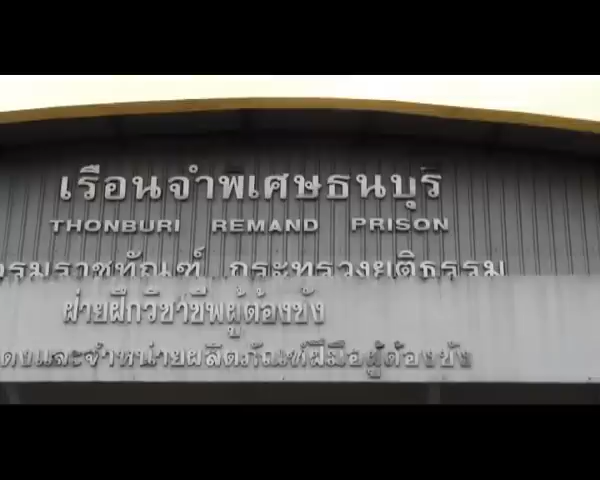 เรือนจำพิเศษธนบุรี
THONBURI REMAND PRISON
กรมราชทัณฑ์ กระทรวงยุติธรรม
ฝ่ายฝึกวิชาชีพผู้ต้องขัง
และจำหน่ายผลิตภัณฑ์ฝีมือผู้ต้องขัง